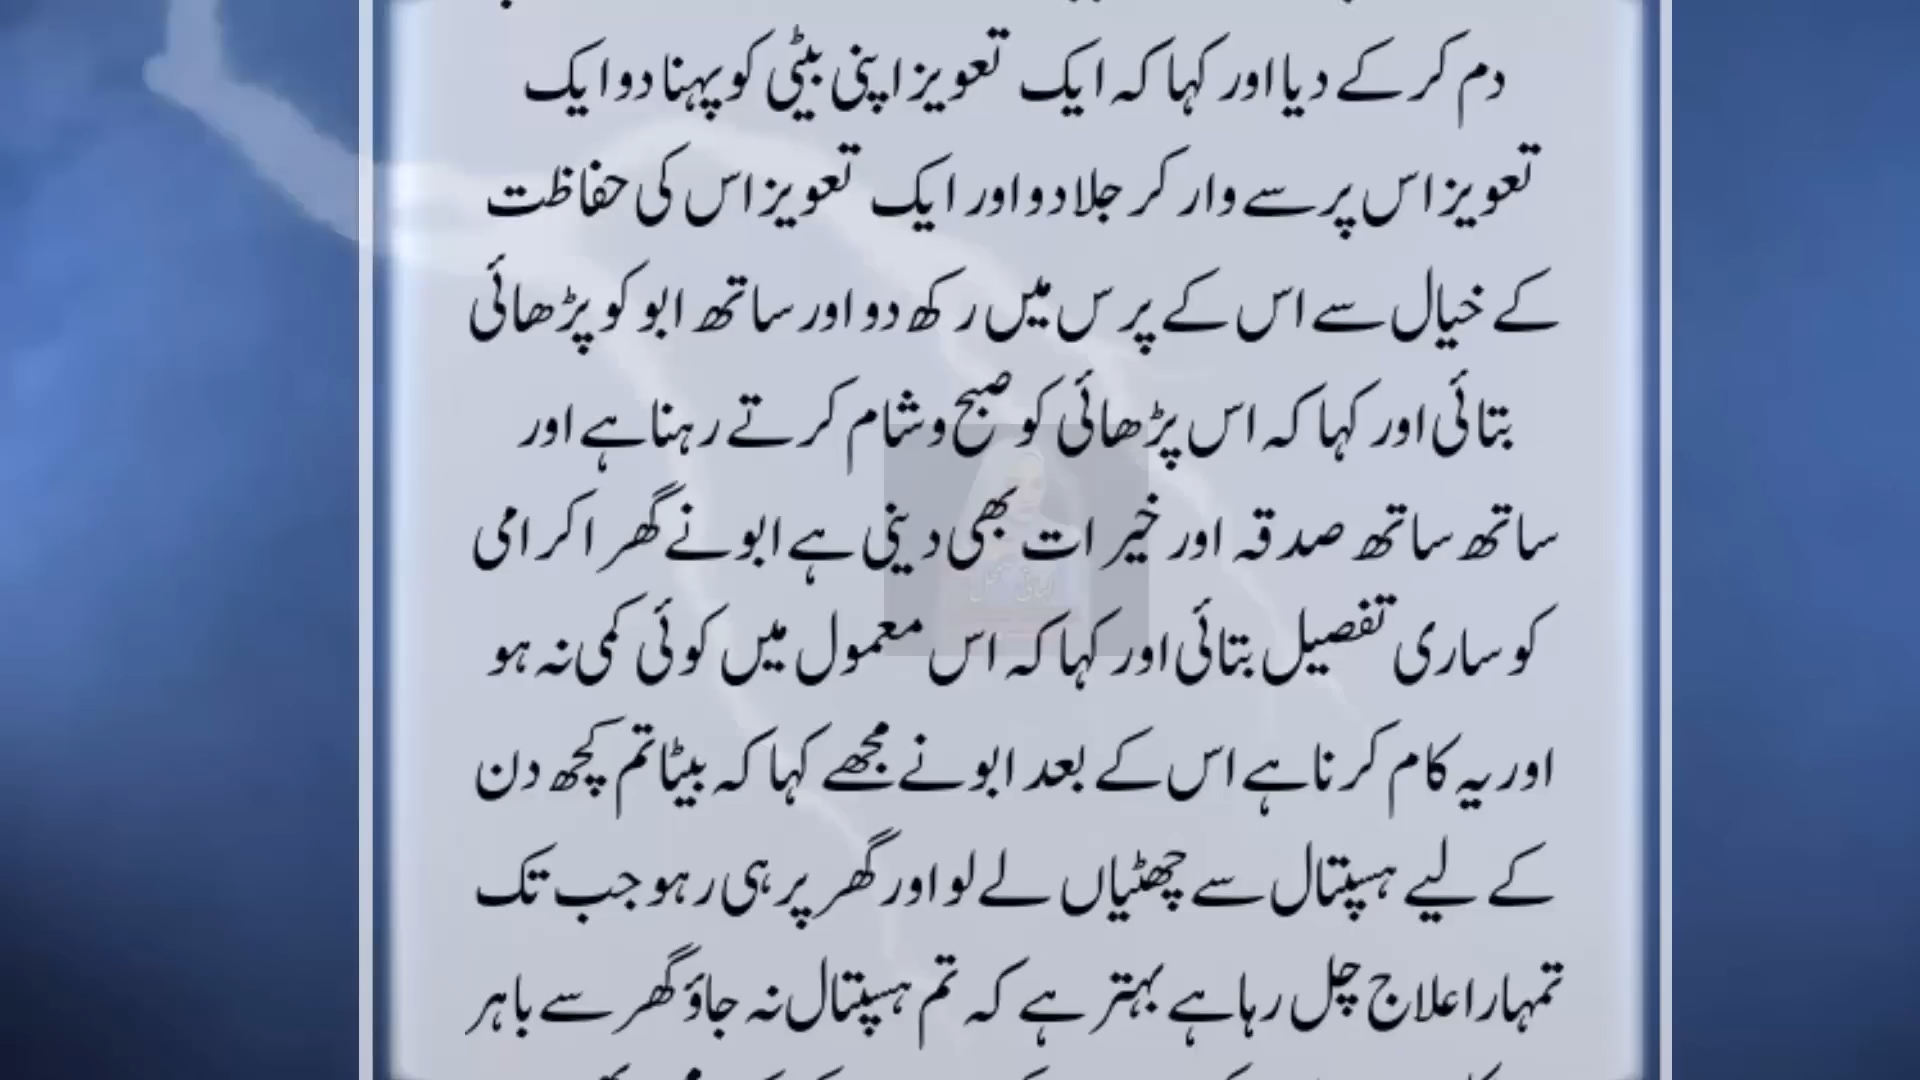 دم کر کے دیا اور کہا کہ ایک تعویز اپنی بیٹی کو پہنا دو ایک
تعویز اس پر سے وار کر جلا دو اور ایک تعویز اس کی حفاظت
کے خیال سے اس کے پرس میں رکھ دو اور ساتھ ابو کو پڑھائی
بتائی اور کہا کہ اس پڑھائی کو صبح و شام کرتے رہنا ہے اور
ساتھ ساتھ صدقہ اور خیرات بھی دینی ہے ابو نے گھر ا کر امی
کو ساری تفصیل بتائی اور کہا کہ اس معمول میں کوئی کمی نہ ہو
اور یہ کام کرنا ہے اس کے بعد ابو نے مجھے کہا کہ بیٹا تم کچھ دن
کے لیے ہسپتال سے چھٹیاں لے لو اور گھر پر ہی رہو جب تک
تمہارا علاج چل رہا ہے بہتر ہے کہ تم ہسپتال نہ جاؤ گھر سے باہر